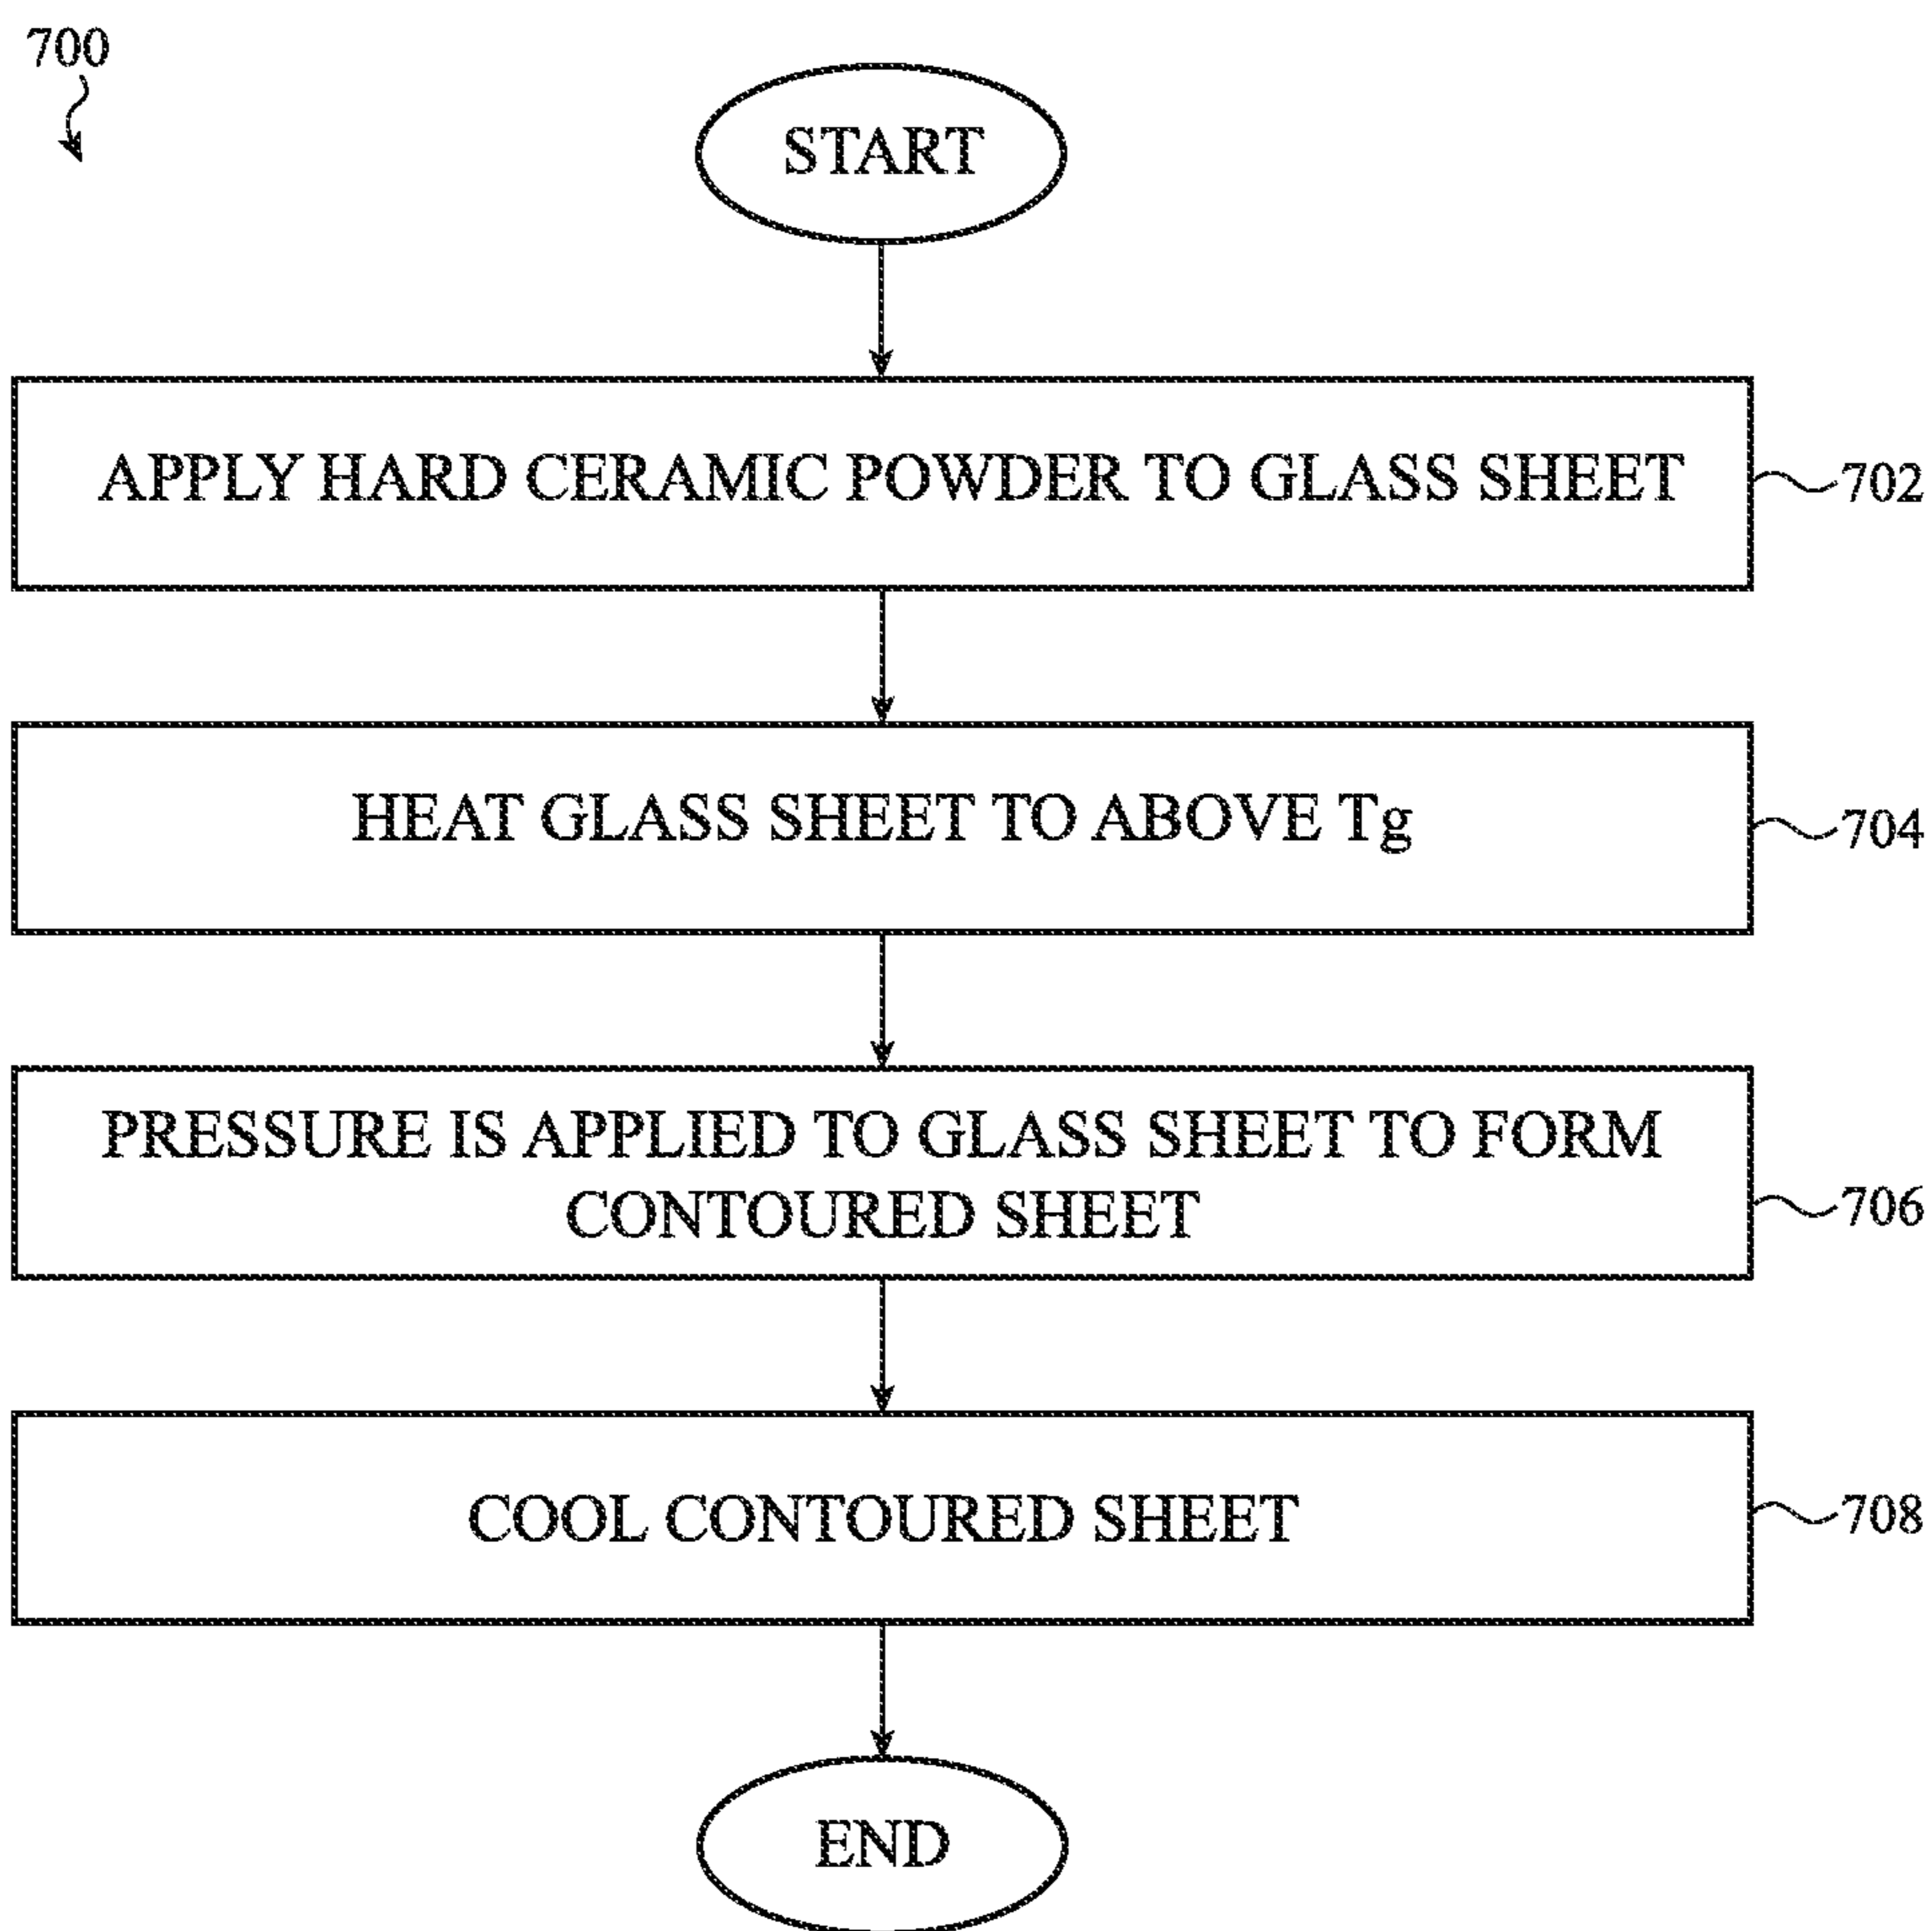 700
START
APPLY HARD CERAMIC POWDER TO GLASS SHEET
702
HEAT GLASS SHEET TO ABOVE Tg
704
PRESSURE IS APPLIED TO GLASS SHEET TO FORM
CONTOURED SHEET
706
COOL CONTOURED SHEET
708
END